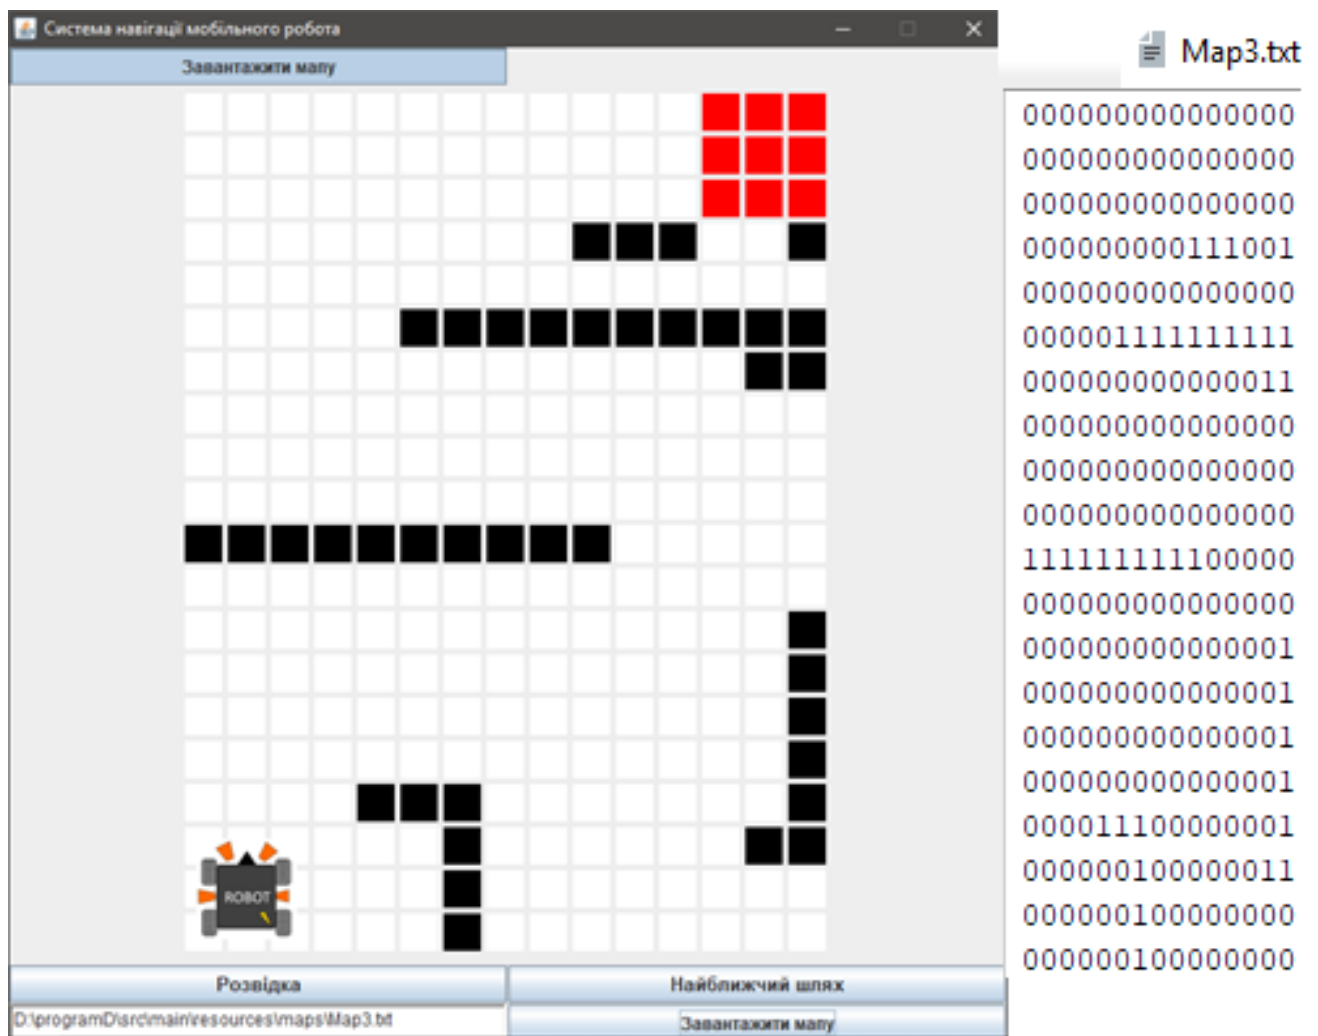 Система навігації мобільного робота
Завантажити мапу
ROBOT
Розвідка
Найближчий шлях
D:\programD\src\main\resources\maps\Map3.txt
Завантажити мапу
Map3.txt
000000000000000
000000000000000
000000000000000
000000000111001
000000000000000
000001111111111
000000000000011
000000000000000
000000000000000
000000000000000
111111111100000
000000000000000
000000000000001
000000000000001
000000000000001
000000000000001
000011100000001
000000100000011
000000100000000
000000100000000